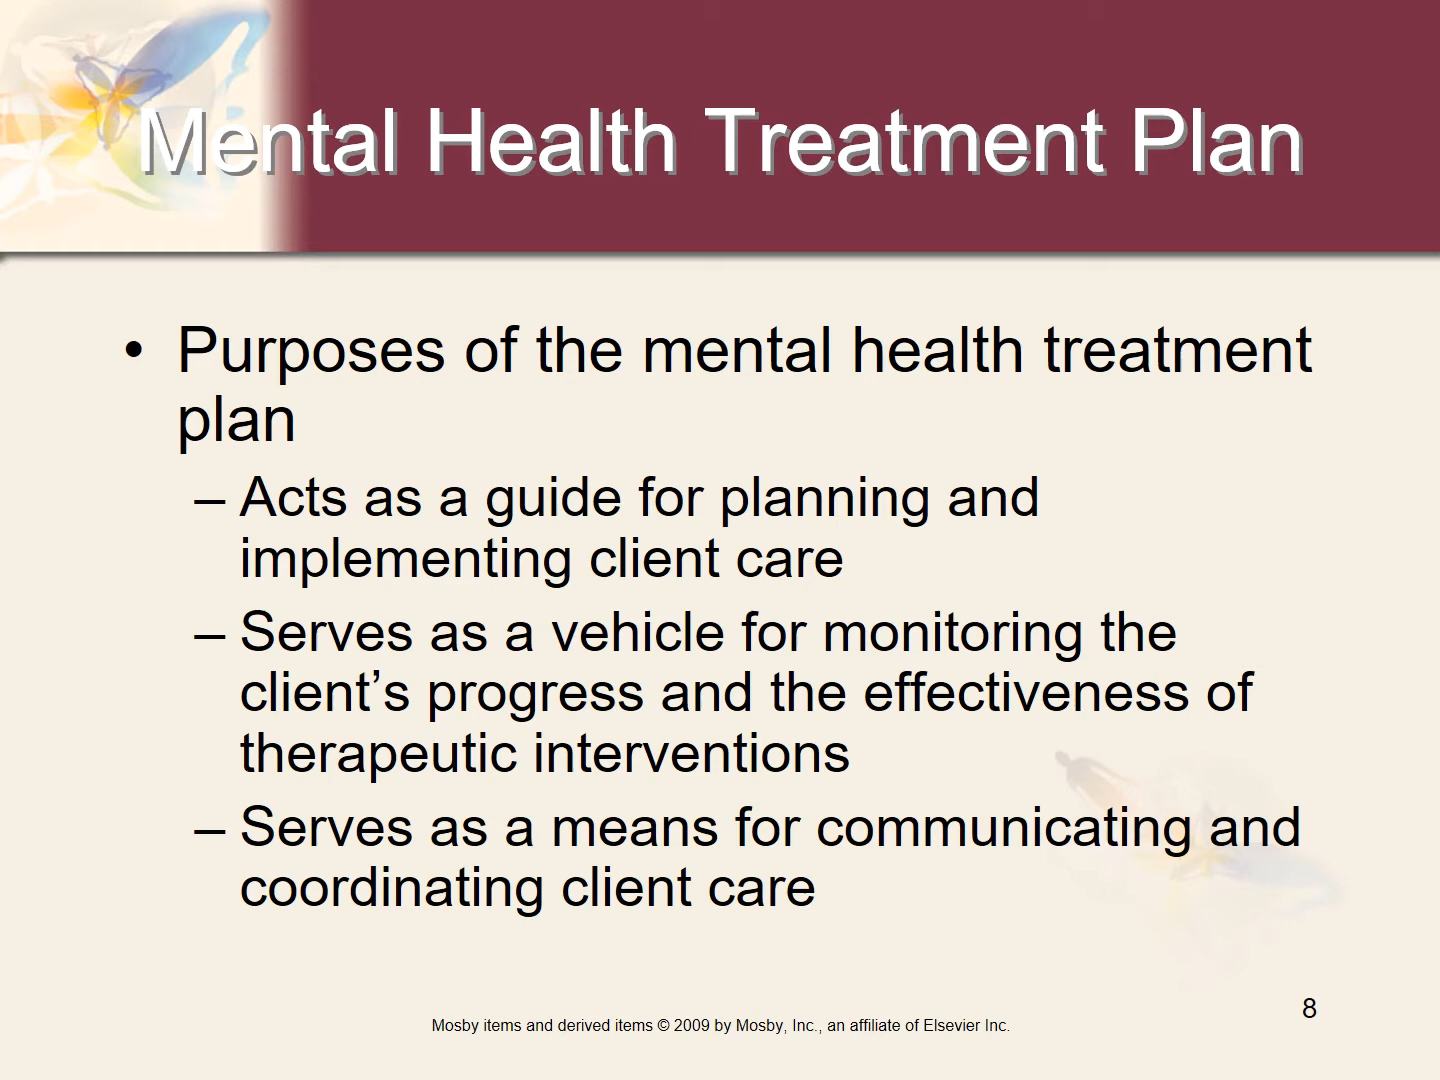 Mental Health Treatment Plan
• Purposes of the mental health treatment
plan
– Acts as a guide for planning and
implementing client care
– Serves as a vehicle for monitoring the
client’s progress and the effectiveness of
therapeutic interventions
– Serves as a means for communicating and
coordinating client care
8
Mosby items and derived items © 2009 by Mosby, Inc., an affiliate of Elsevier Inc.